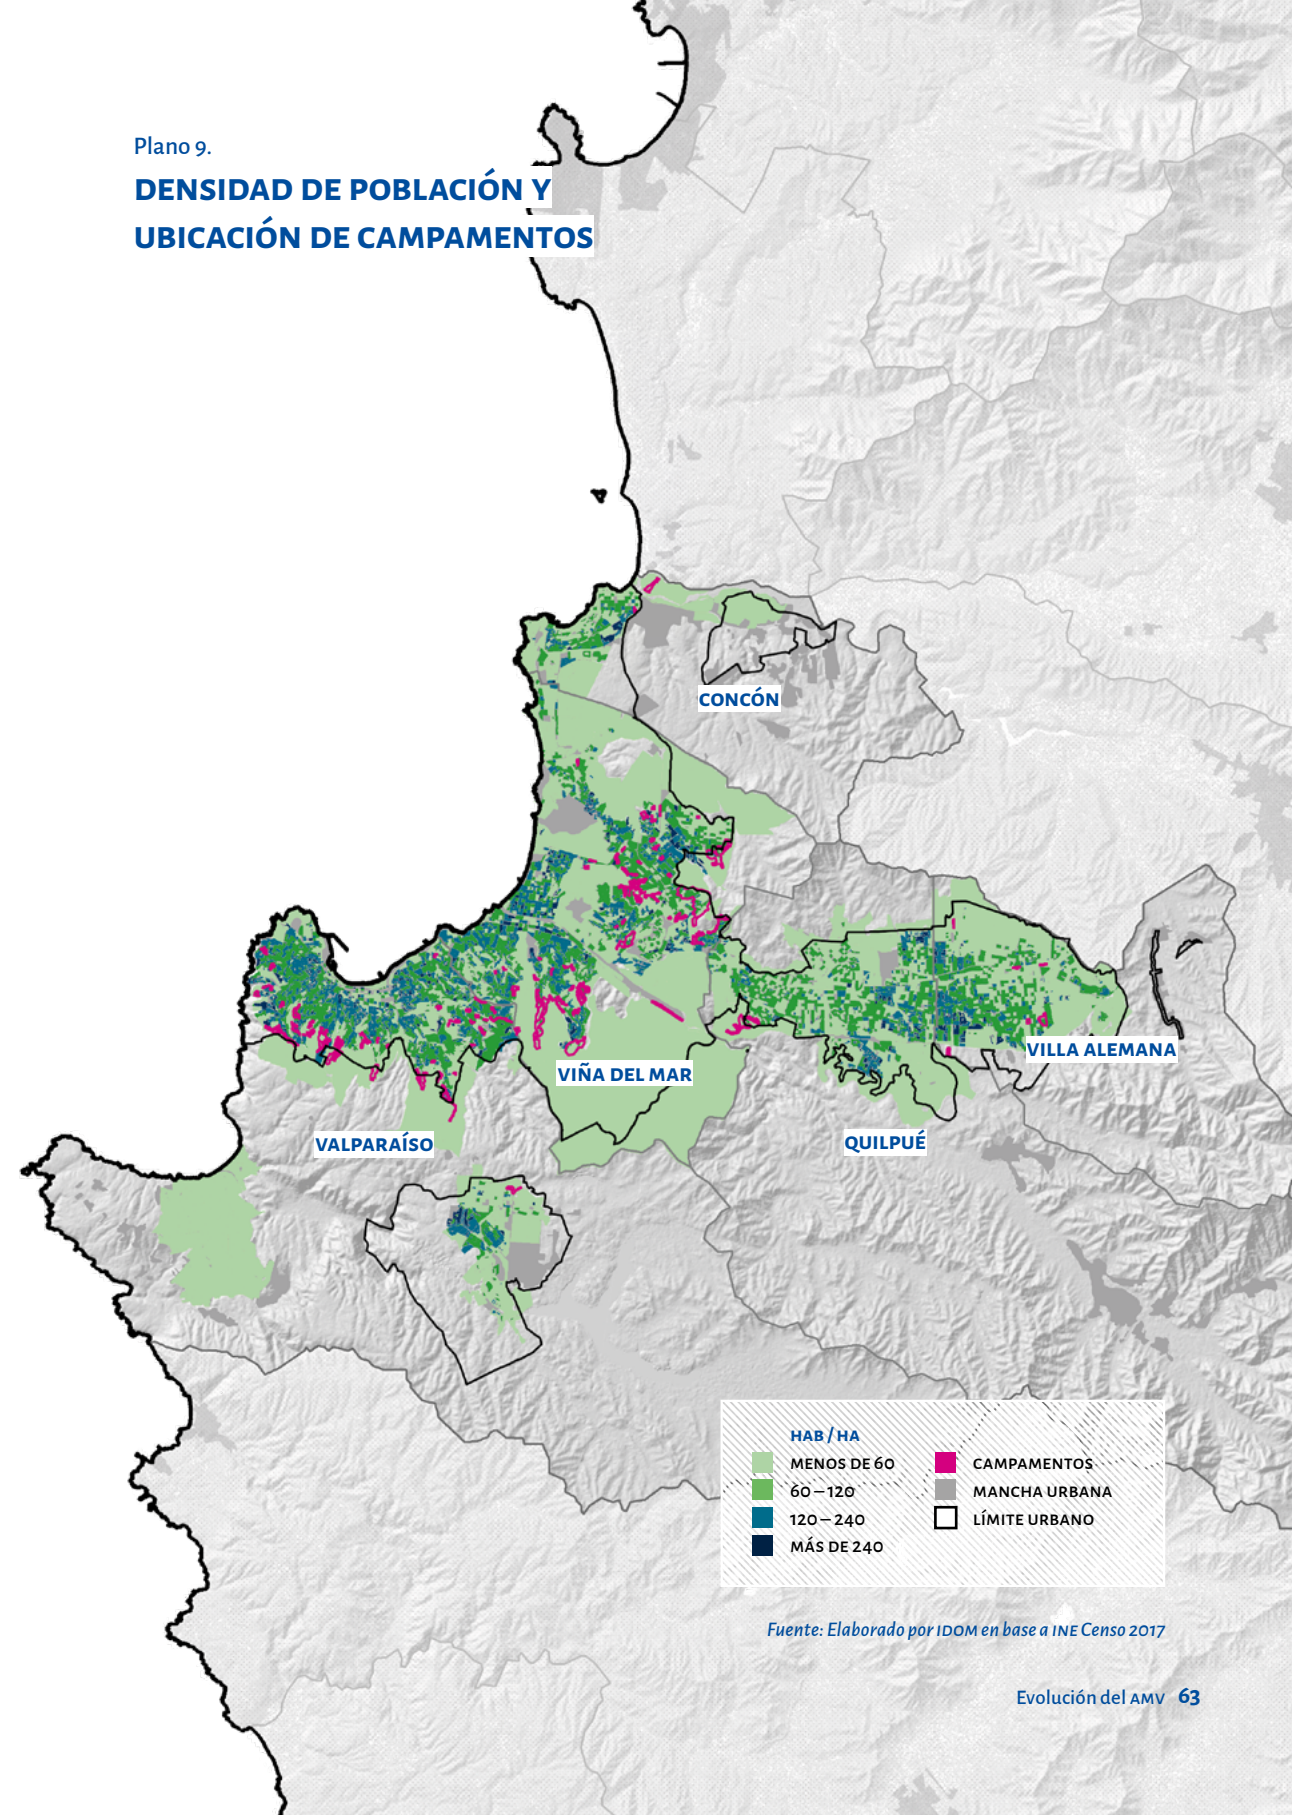 Plano 9.
DENSIDAD DE POBLACIÓN Y
UBICACIÓN DE CAMPAMENTOS
CONCÓN
VILLA ALEMANA
VIÑA DEL MAR
VALPARAÍSO
QUILPUÉ
HAB / HA
MENOS DE 60
60 – 120
120 – 240
MÁS DE 240
CAMPAMENTOS
MANCHA URBANA
LÍMITE URBANO
Fuente: Elaborado por IDOM en base a INE Censo 2017
Evolución del AMV 63